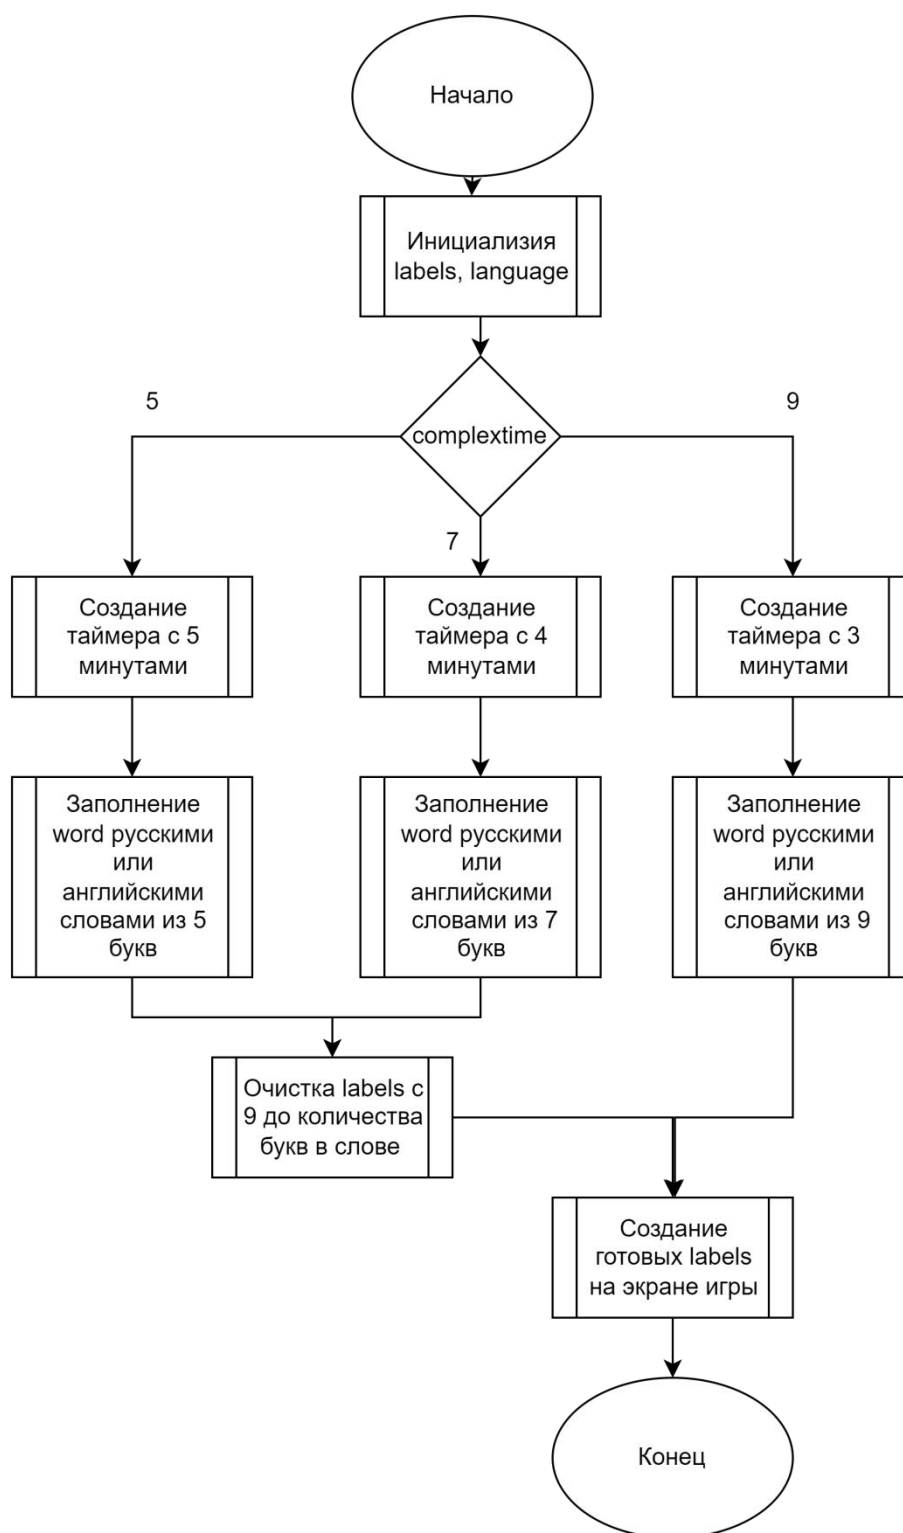 Начало
Инициализия
labels, language
complextime
5
7
9
Создание
таймера с 5
минутами
Создание
таймера с 4
минутами
Создание
таймера с 3
минутами
Заполнение
word русскими
или
английскими
словами из 5
букв
Заполнение
word русскими
или
английскими
словами из 7
букв
Заполнение
word русскими
или
английскими
словами из 9
букв
Очистка labels с
9 до количества
букв в слове
Создание
готовых labels
на экране игры
Конец